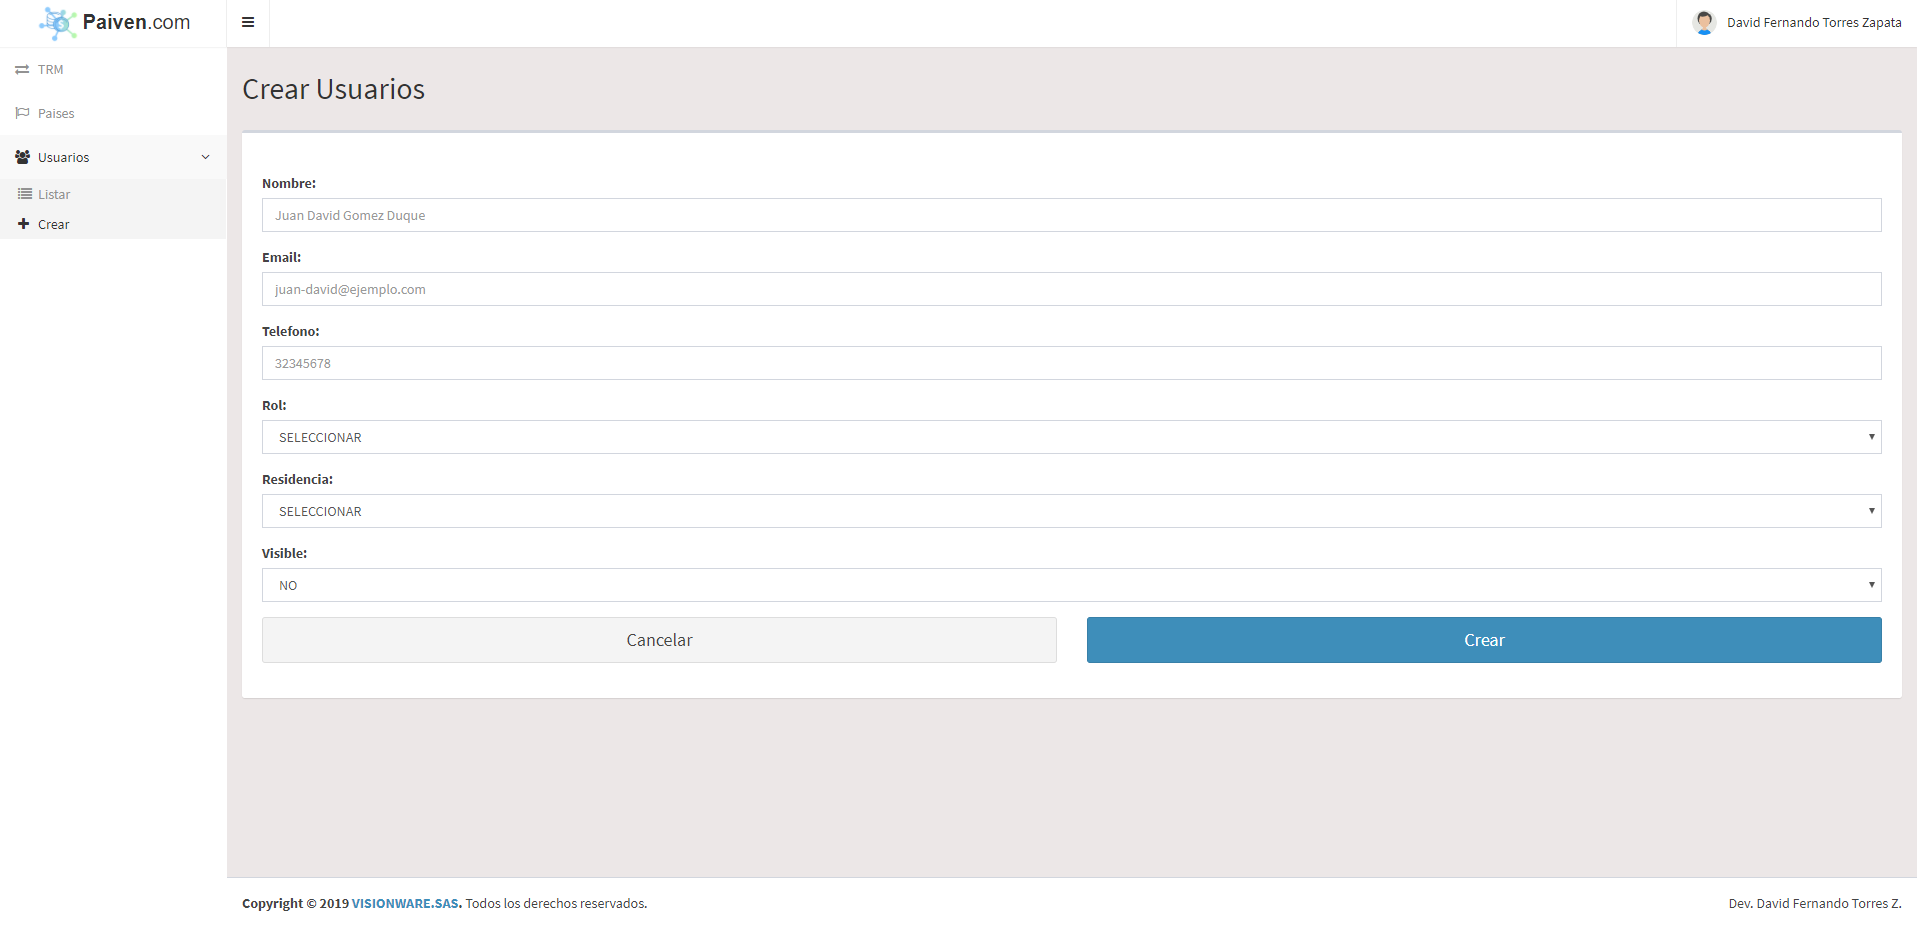 Paiven.com
David Fernando Torres Zapata
TRM
Paises
Usuarios
Listar
Crear
Crear Usuarios
Nombre:
Juan David Gomez Duque
Email:
juan-david@ejemplo.com
Telefono:
32345678
Rol:
SELECCIONAR
Residencia:
SELECCIONAR
Visible:
NO
Cancelar
Crear
Copyright © 2019 VISIONWARE.SAS. Todos los derechos reservados.
Dev. David Fernando Torres Z.